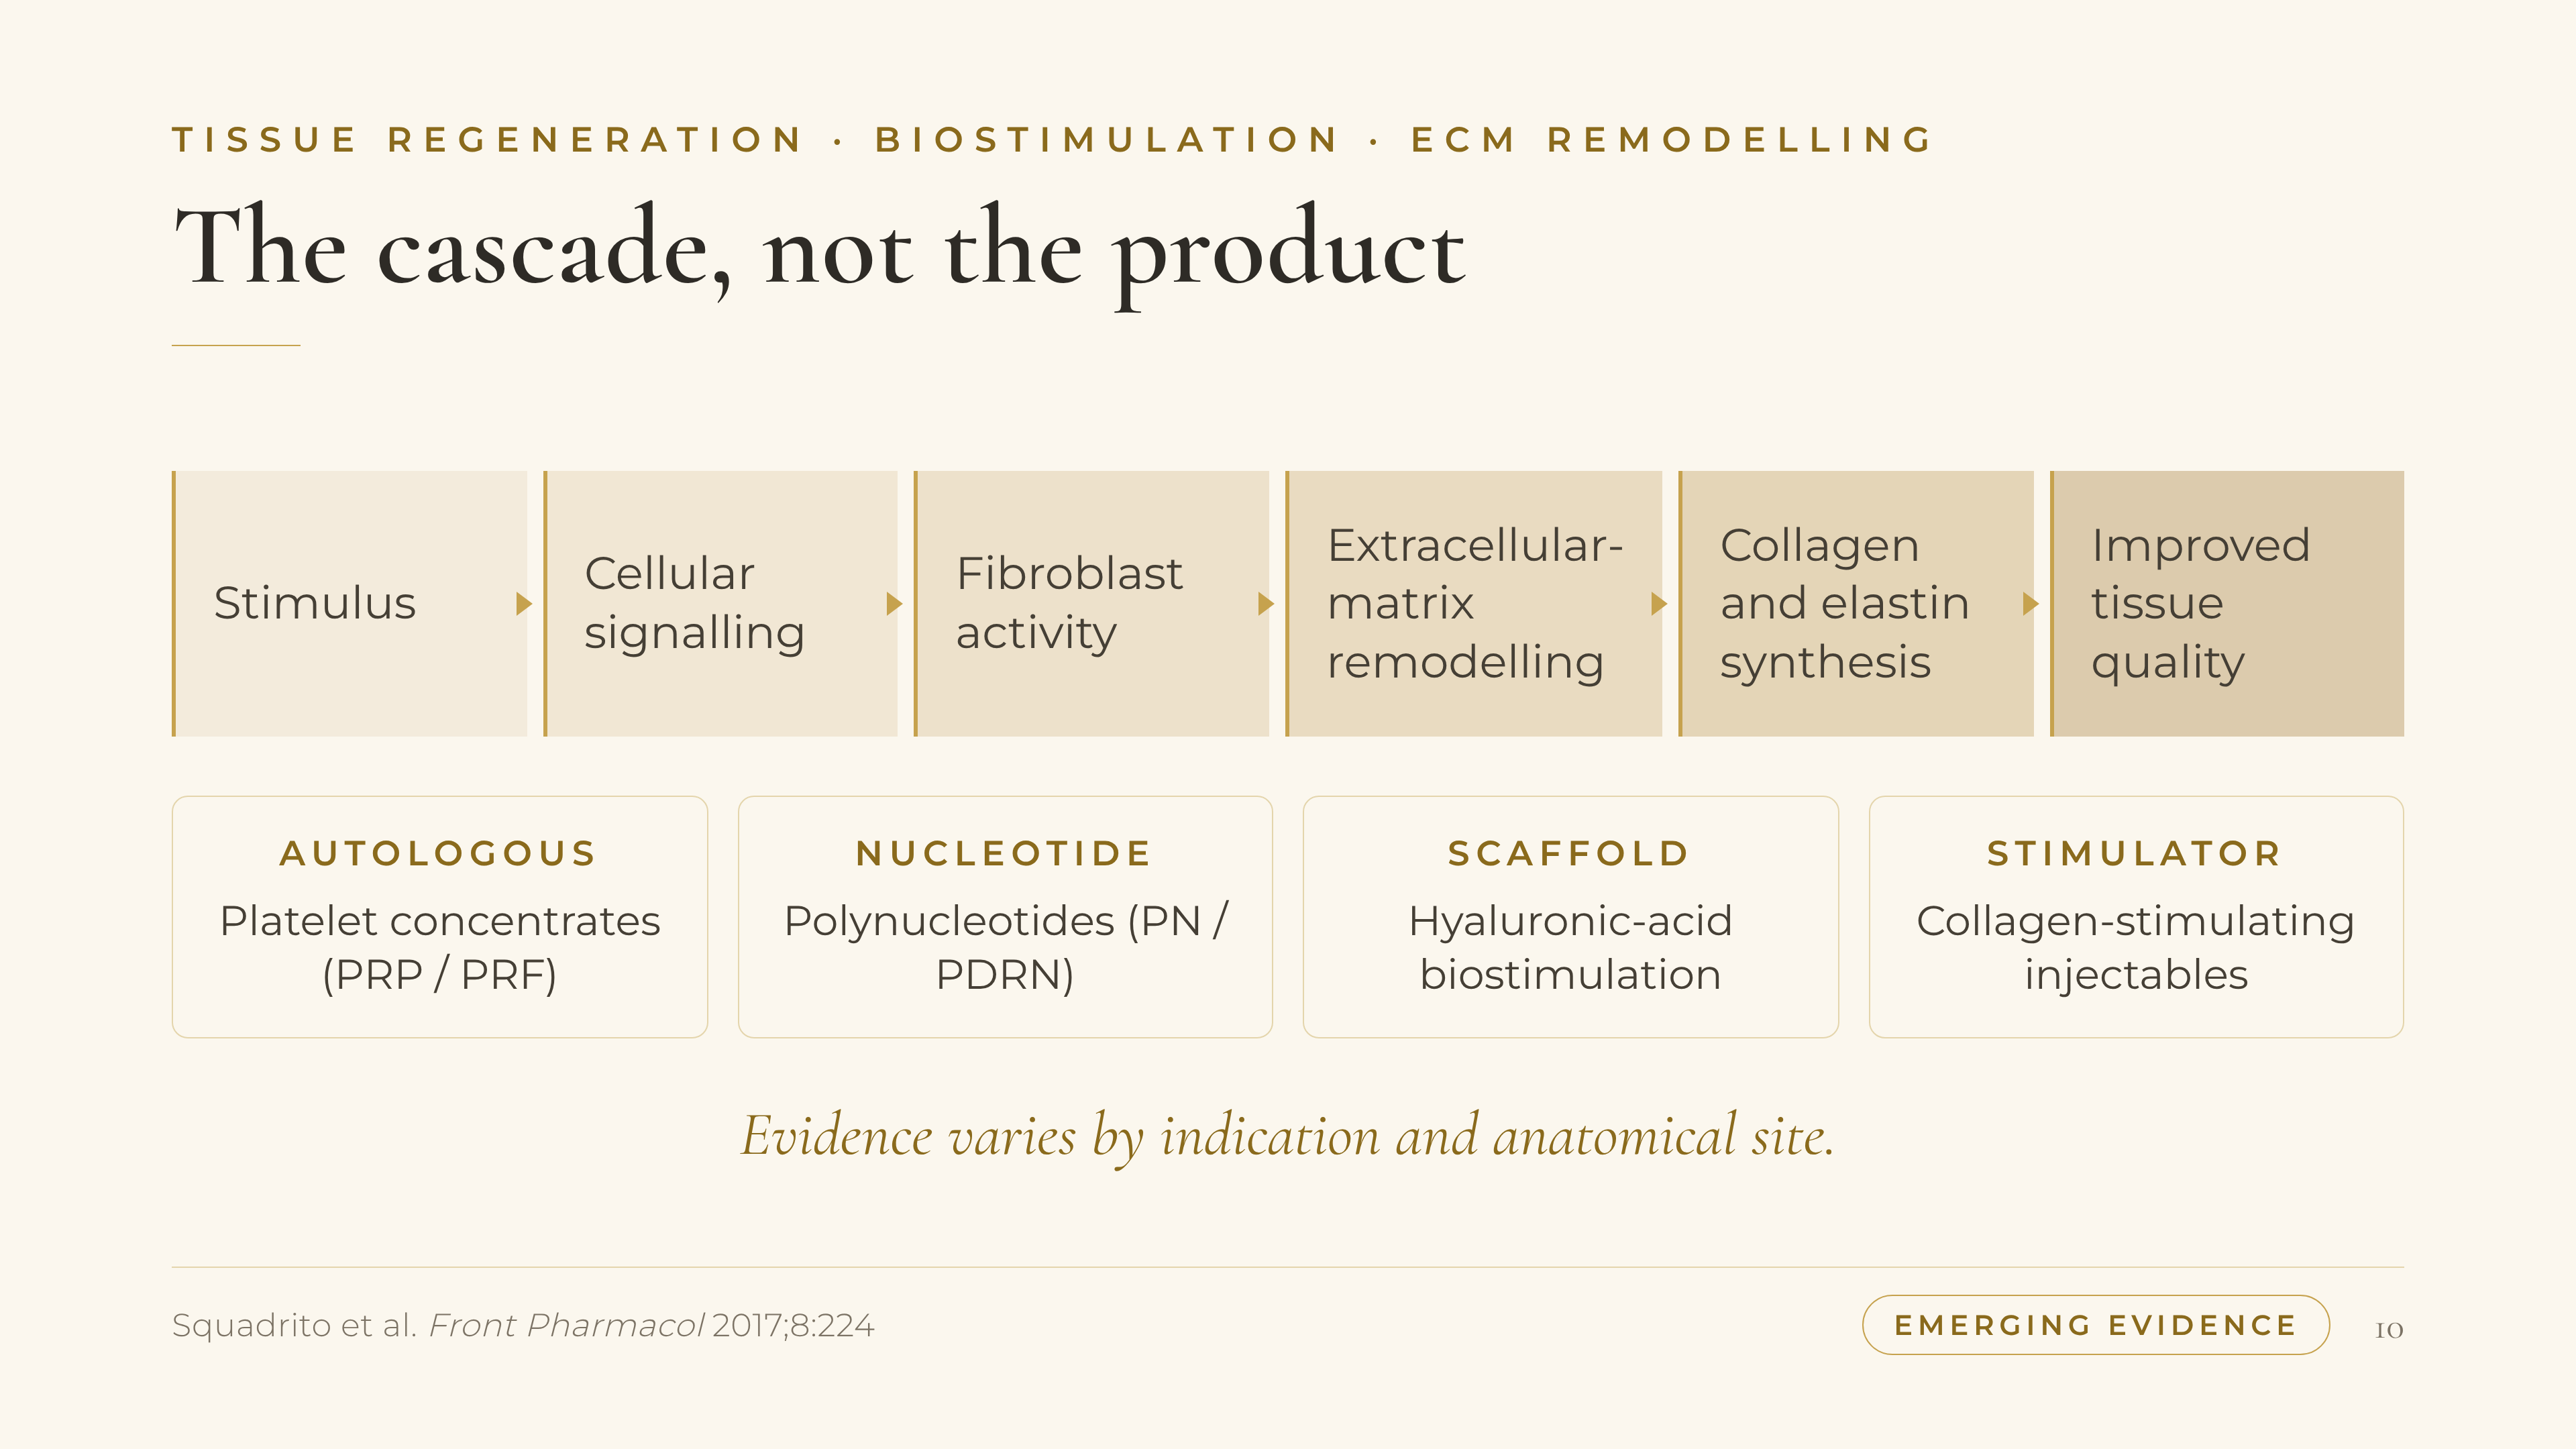 TISSUE REGENERATION · BIOSTIMULATION · ECM REMODELLING
The cascade, not the product
Stimulus
Cellular
signalling
Fibroblast
activity
Extracellular-
matrix
remodelling
Collagen
and elastin
synthesis
Improved
tissue
quality
AUTOLOGOUS
Platelet concentrates
(PRP / PRF)
NUCLEOTIDE
Polynucleotides (PN /
PDRN)
SCAFFOLD
Hyaluronic-acid
biostimulation
STIMULATOR
Collagen-stimulating
injectables
Evidence varies by indication and anatomical site.
Squadrito et al. Front Pharmacol 2017;8:224
EMERGING EVIDENCE
10